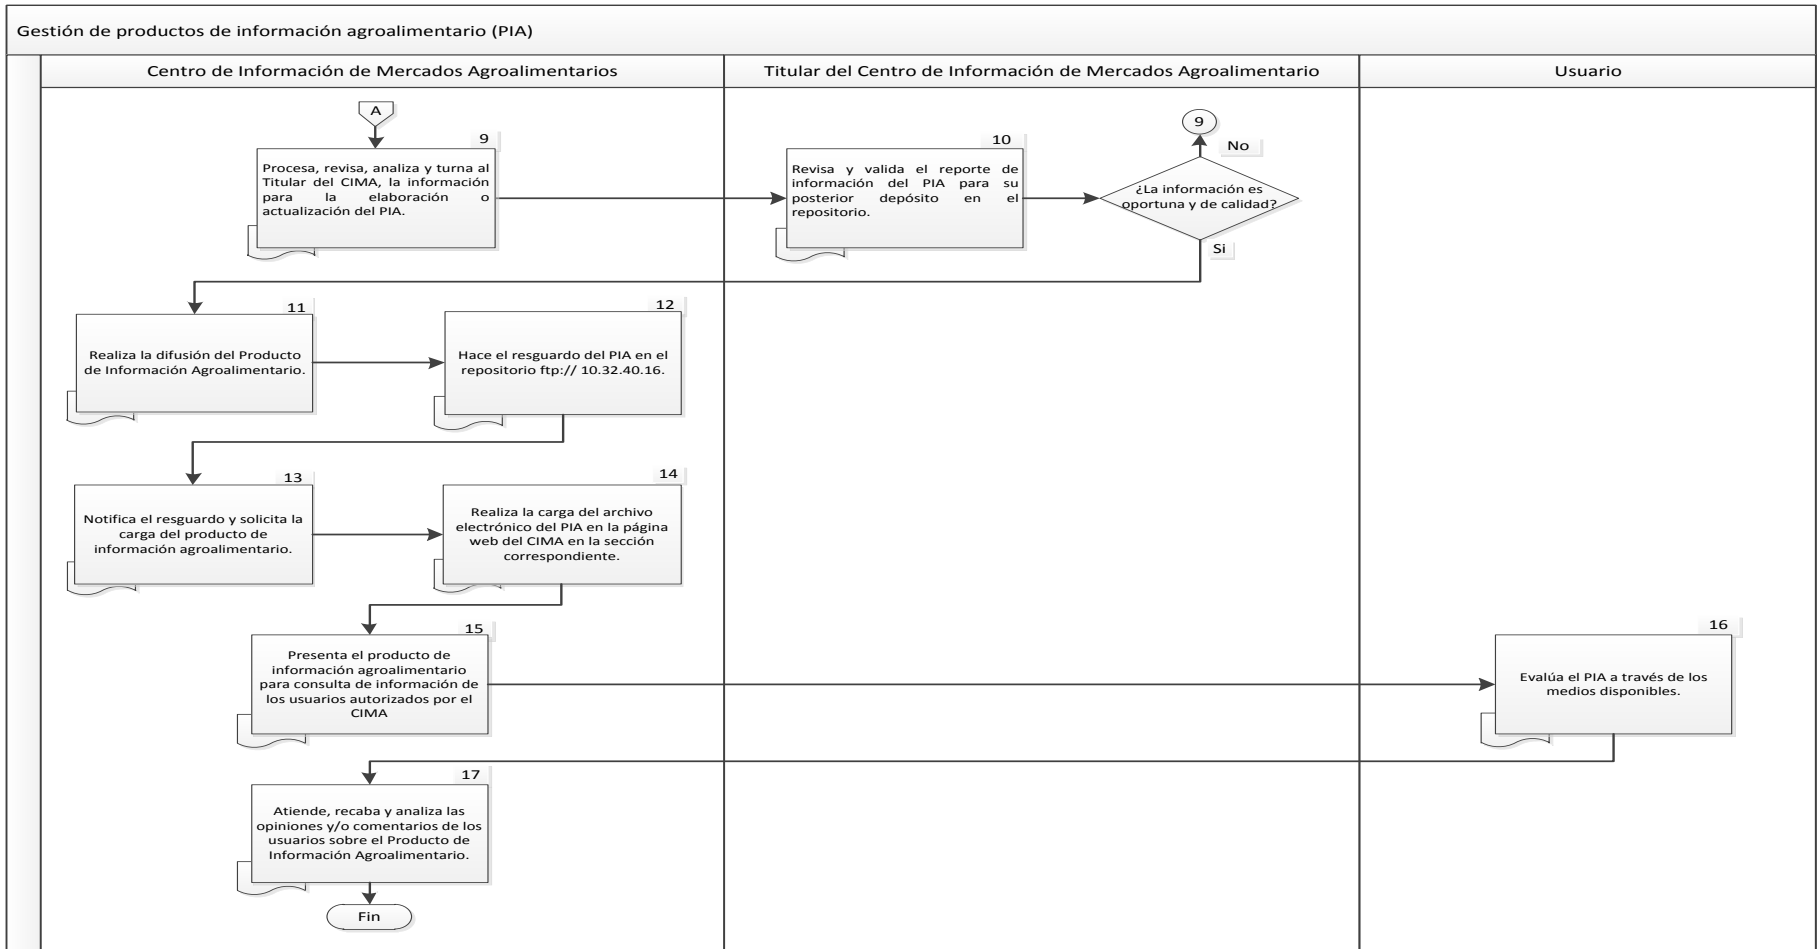 Gestión de productos de información agroalimentario (PIA)
Centro de Información de Mercados Agroalimentarios
Titular del Centro de Información de Mercados Agroalimentario
Usuario
A
9
Procesa, revisa, analiza y turna al
Titular del CIMA, la información
para la elaboración o
actualización del PIA.
10
Revisa y valida el reporte de
información del PIA para su
posterior depósito en el
repositorio.
9
No
¿La información es
oportuna y de calidad?
Si
11
Realiza la difusión del Producto
de Información Agroalimentario.
12
Hace el resguardo del PIA en el
repositorio ftp:// 10.32.40.16.
13
Notifica el resguardo y solicita la
carga del producto de
información agroalimentario.
14
Realiza la carga del archivo
electrónico del PIA en la página
web del CIMA en la sección
correspondiente.
15
Presenta el producto de
información agroalimentario
para consulta de información de
los usuarios autorizados por el
CIMA
16
Evalúa el PIA a través de los
medios disponibles.
17
Atiende, recaba y analiza las
opiniones y/o comentarios de los
usuarios sobre el Producto de
Información Agroalimentario.
Fin